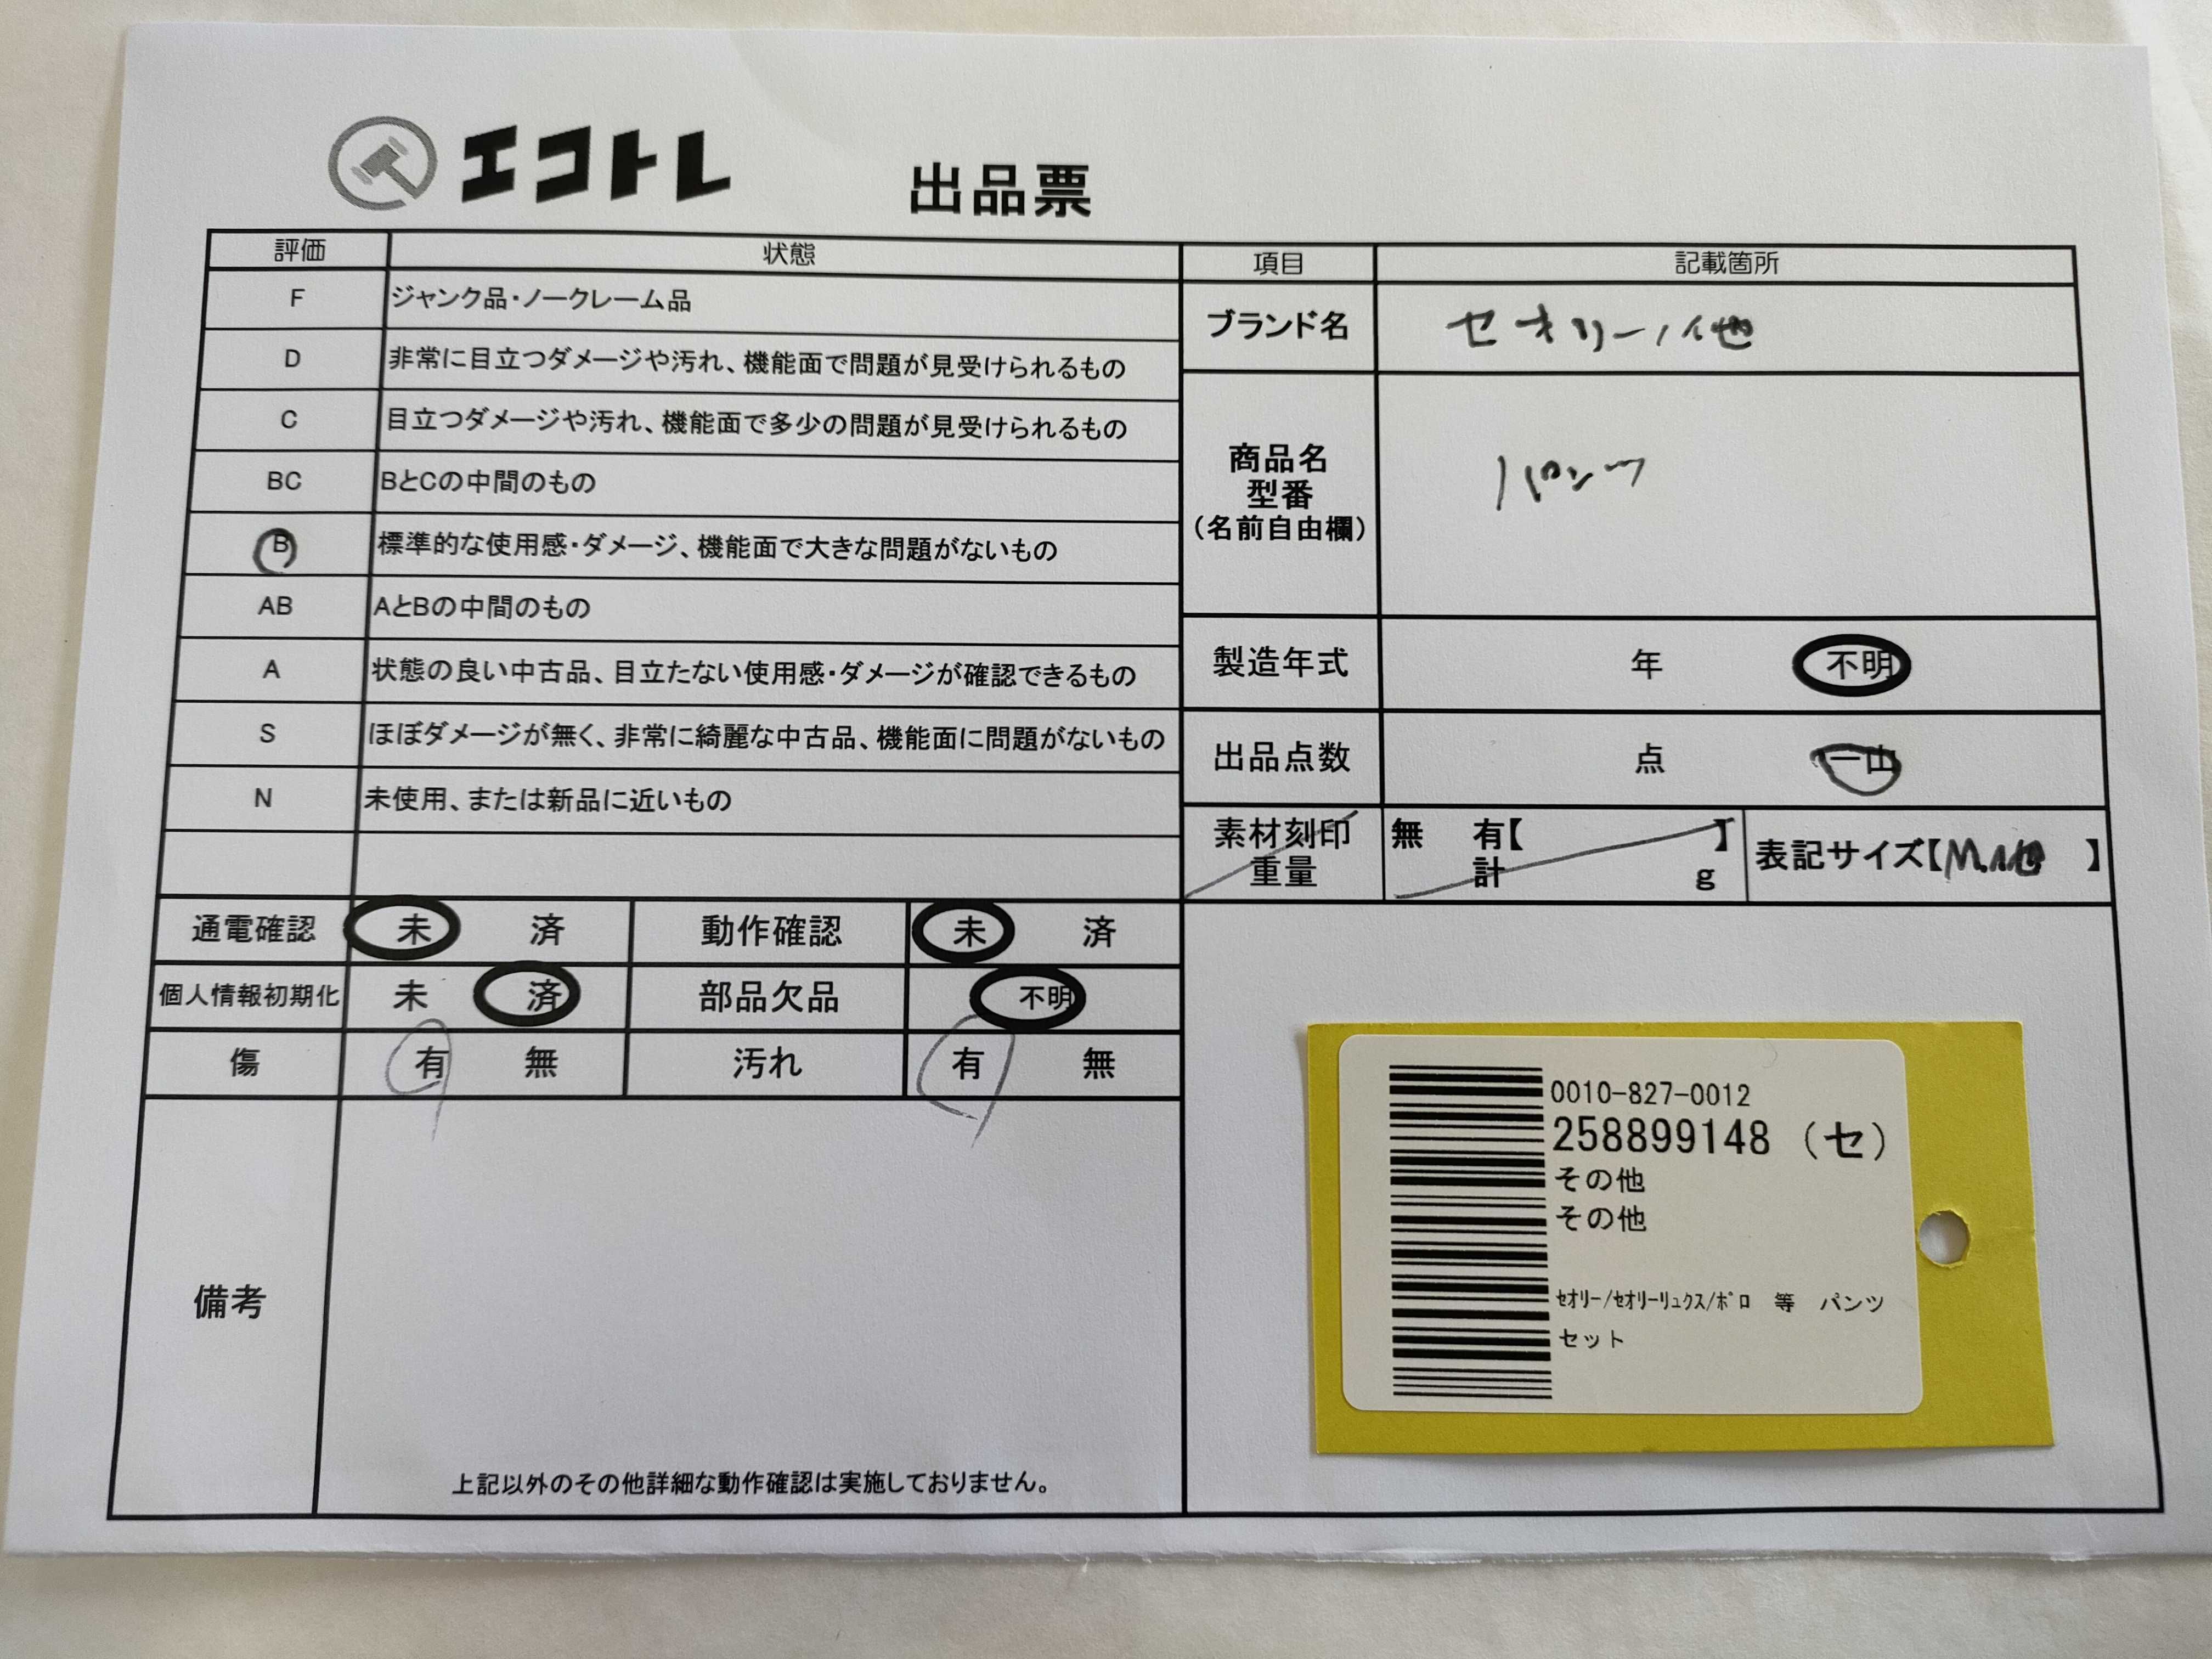 エコトレ 出品票
評価 状態
F ジャンク品・ノークレーム品
D 非常に目立つダメージや汚れ、機能面で問題が見受けられるもの
C 目立つダメージや汚れ、機能面で多少の問題が見受けられるもの
BC BとCの中間のもの
B 標準的な使用感・ダメージ、機能面で大きな問題がないもの
AB AとBの中間のもの
A 状態の良い中古品、目立たない使用感・ダメージが確認できるもの
S ほぼダメージが無く、非常に綺麗な中古品、機能面に問題がないもの
N 未使用、または新品に近いもの
項目 記載箇所
ブランド名 セオリー/他
商品名
型番
(名前自由欄)
パンツ
製造年式 年 不明
出品点数 点 一山
素材刻印 無 有【 】
重量 計 g
表記サイズ【M.他 】
通電確認 未 済 動作確認 未 済
個人情報初期化 未 済 部品欠品 不明
傷 有 無 汚れ 有 無
備考
上記以外のその他詳細な動作確認は実施しておりません。
0010-827-0012
258899148 (セ)
その他
その他
ｾｵﾘｰ/ｾｵﾘｰﾘｭｸｽ/ﾎﾟﾛ 等 パンツ
セット